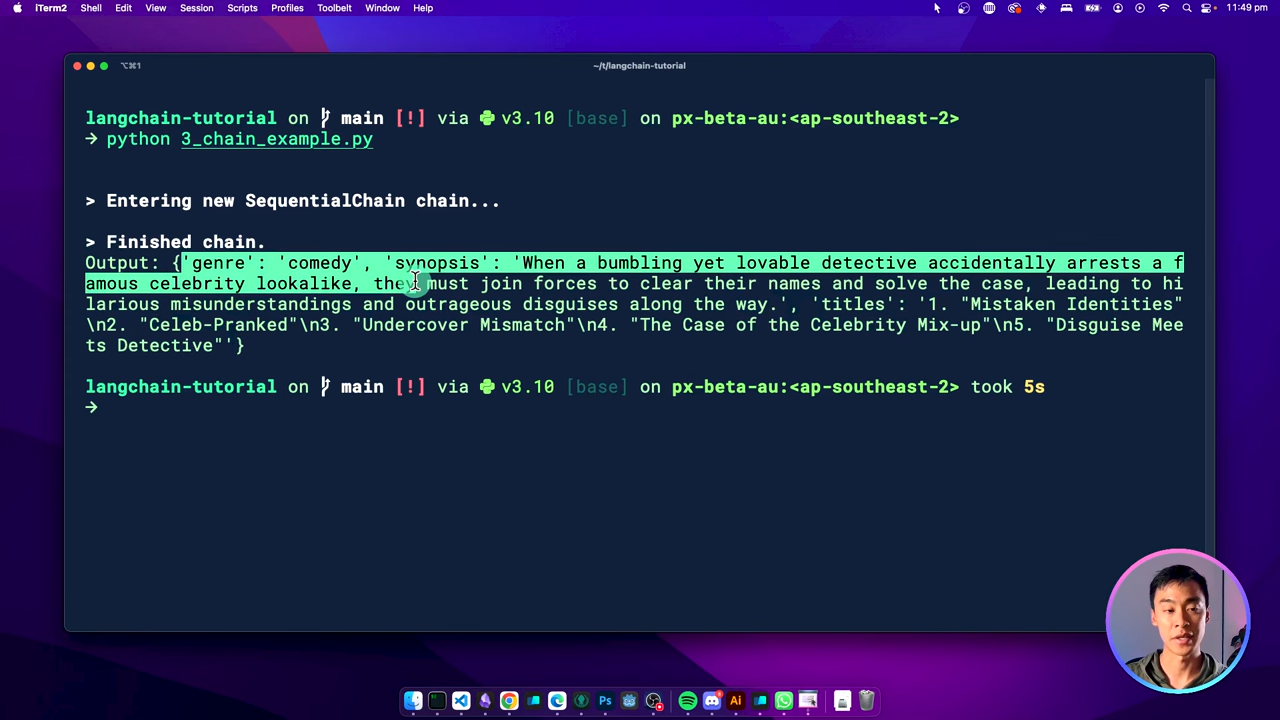 iTerm2 Shell Edit View Session Scripts Profiles Toolbelt Window Help 11:49 pm
⌥⌘1 ~/t/langchain-tutorial
langchain-tutorial on main [!] via v3.10 [base] on px-beta-au:<ap-southeast-2>
→ python 3_chain_example.py
> Entering new SequentialChain chain...
> Finished chain.
Output: {'genre': 'comedy', 'synopsis': 'When a bumbling yet lovable detective accidentally arrests a f
amous celebrity lookalike, they must join forces to clear their names and solve the case, leading to hi
larious misunderstandings and outrageous disguises along the way.', 'titles': '1. "Mistaken Identities"
\n2. "Celeb-Pranked"\n3. "Undercover Mismatch"\n4. "The Case of the Celebrity Mix-up"\n5. "Disguise Mee
ts Detective"'}
langchain-tutorial on main [!] via v3.10 [base] on px-beta-au:<ap-southeast-2> took 5s
→
Ps Ai